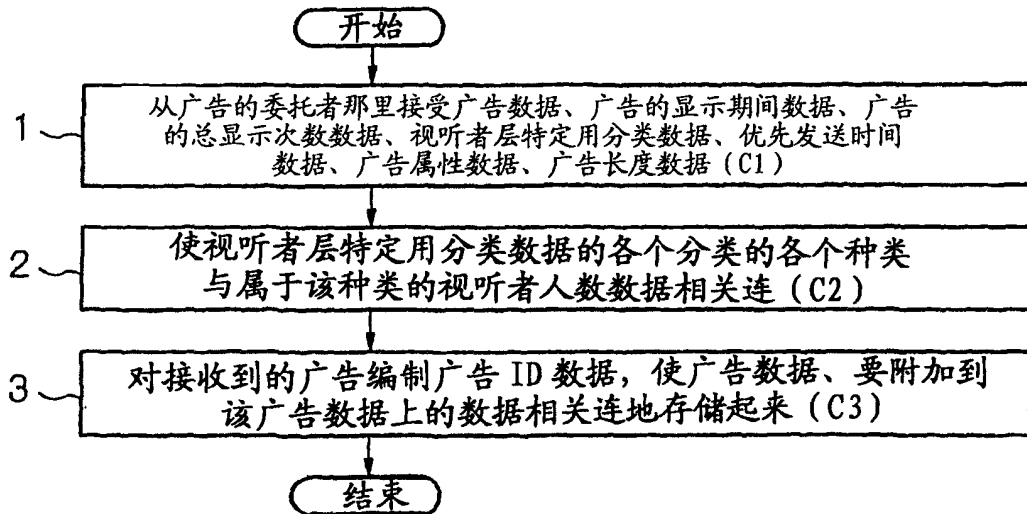 开始
1
从广告的委托者那里接受广告数据、广告的显示期间数据、广告
的总显示次数数据、视听者层特定用分类数据、优先发送时间
数据、广告属性数据、广告长度数据(C1)
2
使视听者层特定用分类数据的各个分类的各个种类
与属于该种类的视听者人数数据相关连(C2)
3
对接收到的广告编制广告 ID 数据，使广告数据、要附加到
该广告数据上的数据相关连地存储起来(C3)
结束